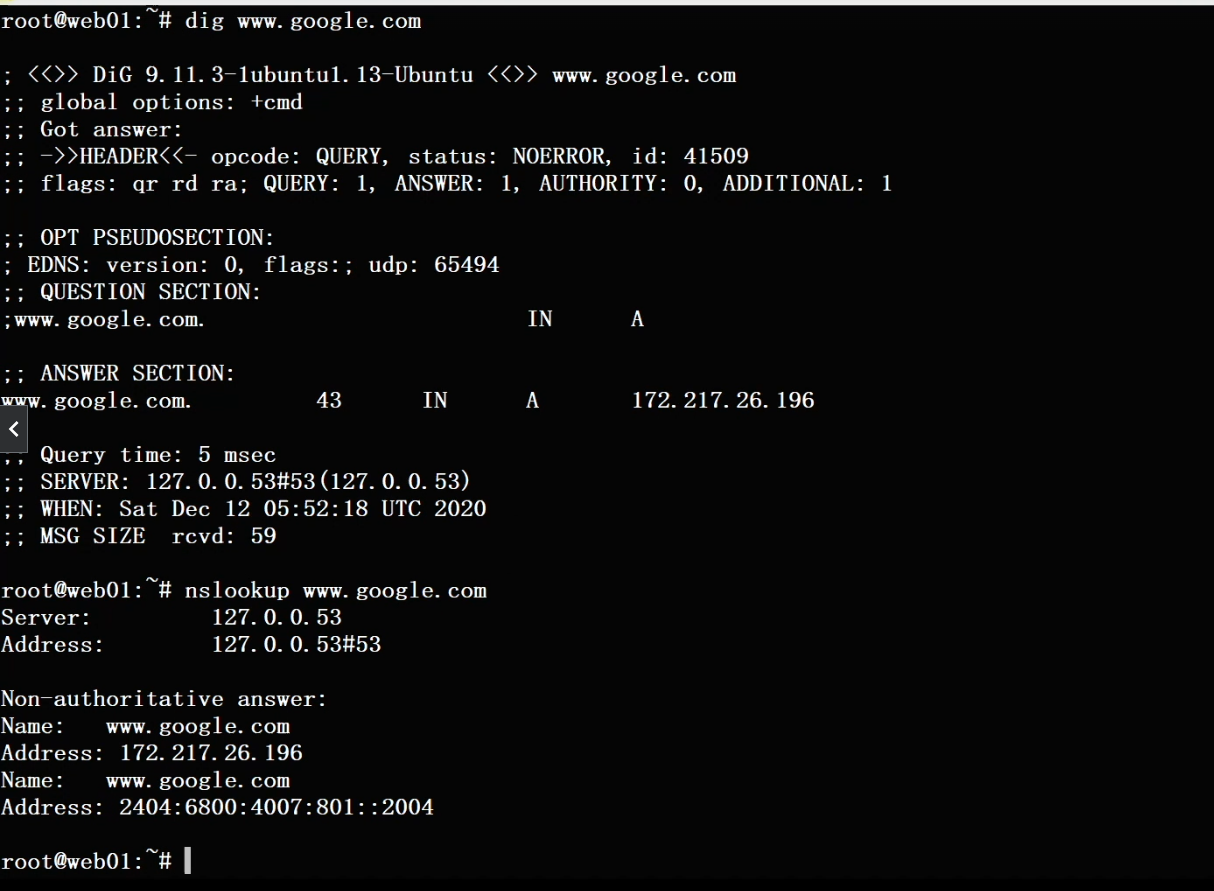 root@web01:~# dig www.google.com
; <<>> DiG 9.11.3-1ubuntu1.13-Ubuntu <<>> www.google.com
;; global options: +cmd
;; Got answer:
;; ->>HEADER<<- opcode: QUERY, status: NOERROR, id: 41509
;; flags: qr rd ra; QUERY: 1, ANSWER: 1, AUTHORITY: 0, ADDITIONAL: 1
;; OPT PSEUDOSECTION:
; EDNS: version: 0, flags:; udp: 65494
;; QUESTION SECTION:
;www.google.com. IN A
;; ANSWER SECTION:
www.google.com. 43 IN A 172.217.26.196
;; Query time: 5 msec
;; SERVER: 127.0.0.53#53(127.0.0.53)
;; WHEN: Sat Dec 12 05:52:18 UTC 2020
;; MSG SIZE rcvd: 59
root@web01:~# nslookup www.google.com
Server: 127.0.0.53
Address: 127.0.0.53#53
Non-authoritative answer:
Name: www.google.com
Address: 172.217.26.196
Name: www.google.com
Address: 2404:6800:4007:801::2004
root@web01:~#